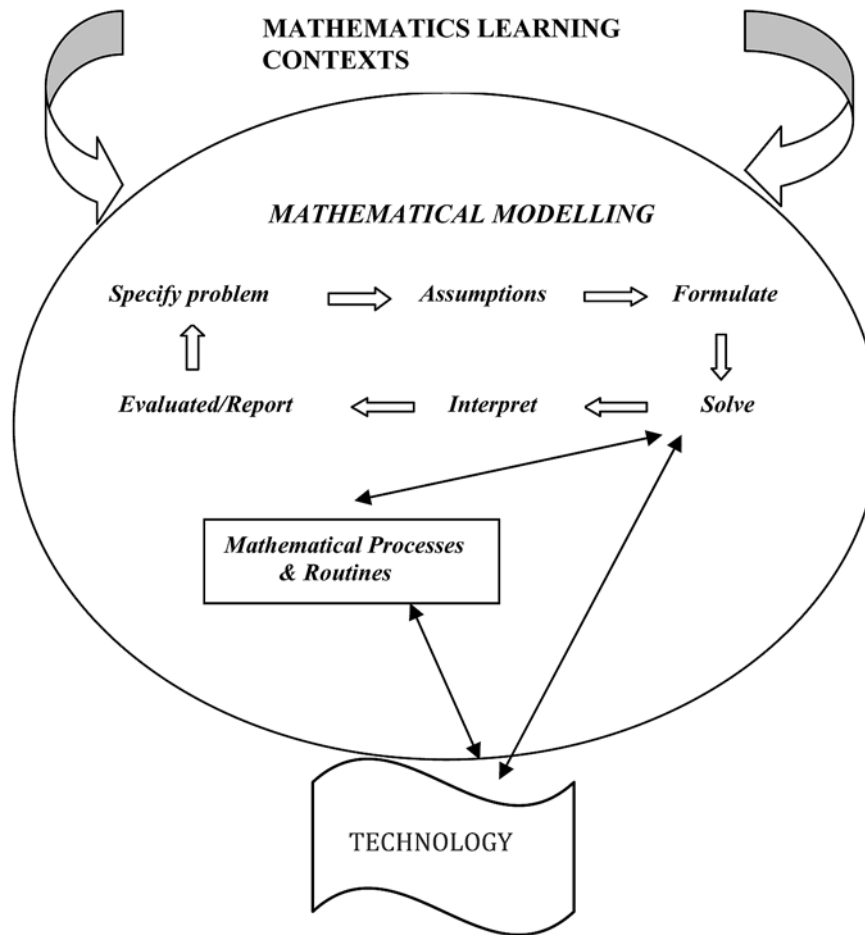 MATHEMATICS LEARNING
CONTEXTS
MATHEMATICAL MODELLING
Specify problem
Assumptions
Formulate
Evaluated/Report
Interpret
Solve
Mathematical Processes
& Routines
TECHNOLOGY